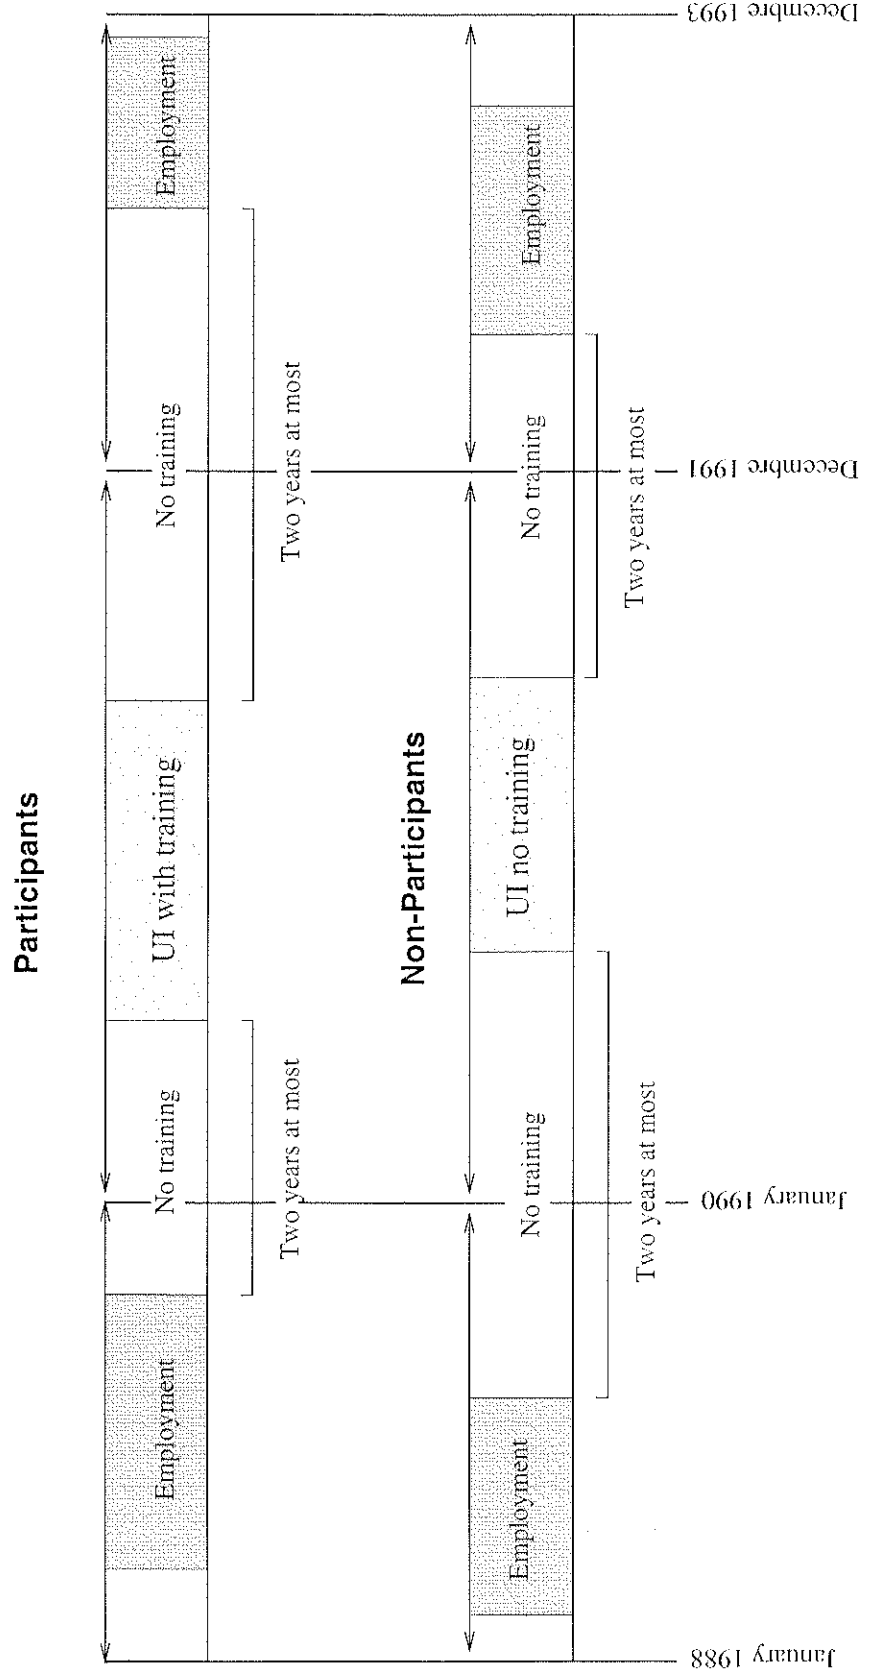 Participants
Employment
No training
UI with training
No training
Employment
Two years at most
Two years at most
Non-Participants
Employment
No training
UI no training
No training
Employment
Two years at most
Two years at most
January 1988
January 1990
Decembre 1991
Decembre 1993